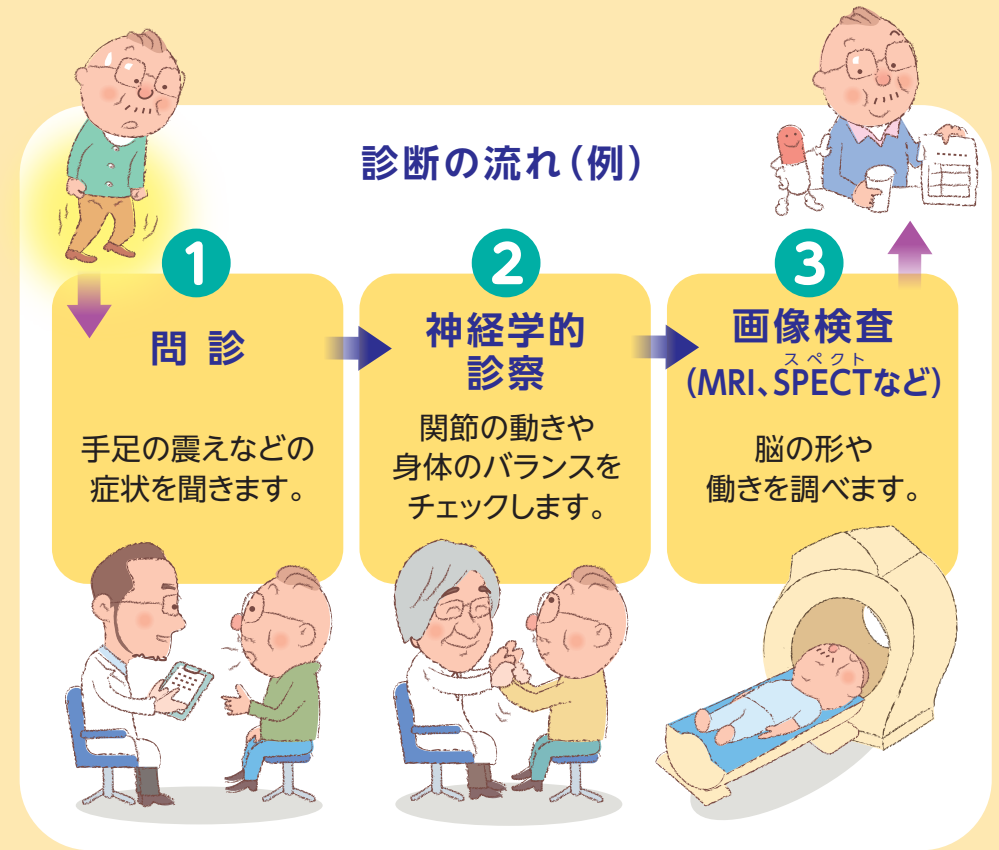 診断の流れ(例)
1
問診
手足の震えなどの
症状を聞きます。
2
神経学的
診察
関節の動きや
身体のバランスを
チェックします。
3
画像検査
スペクト
(MRI、SPECTなど)
脳の形や
働きを調べます。